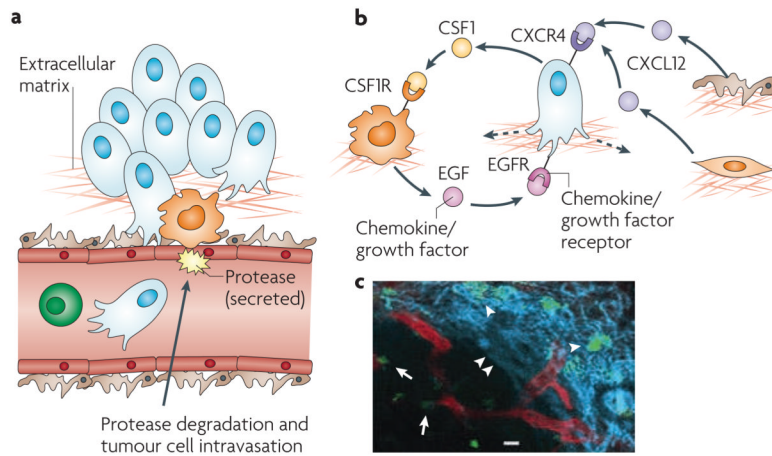 a
Extracellular
matrix
Protease
(secreted)
Protease degradation and
tumour cell intravasation
b
CSF1
CXCR4
CXCL12
CSF1R
EGF
EGFR
Chemokine/
growth factor
Chemokine/
growth factor
receptor
c